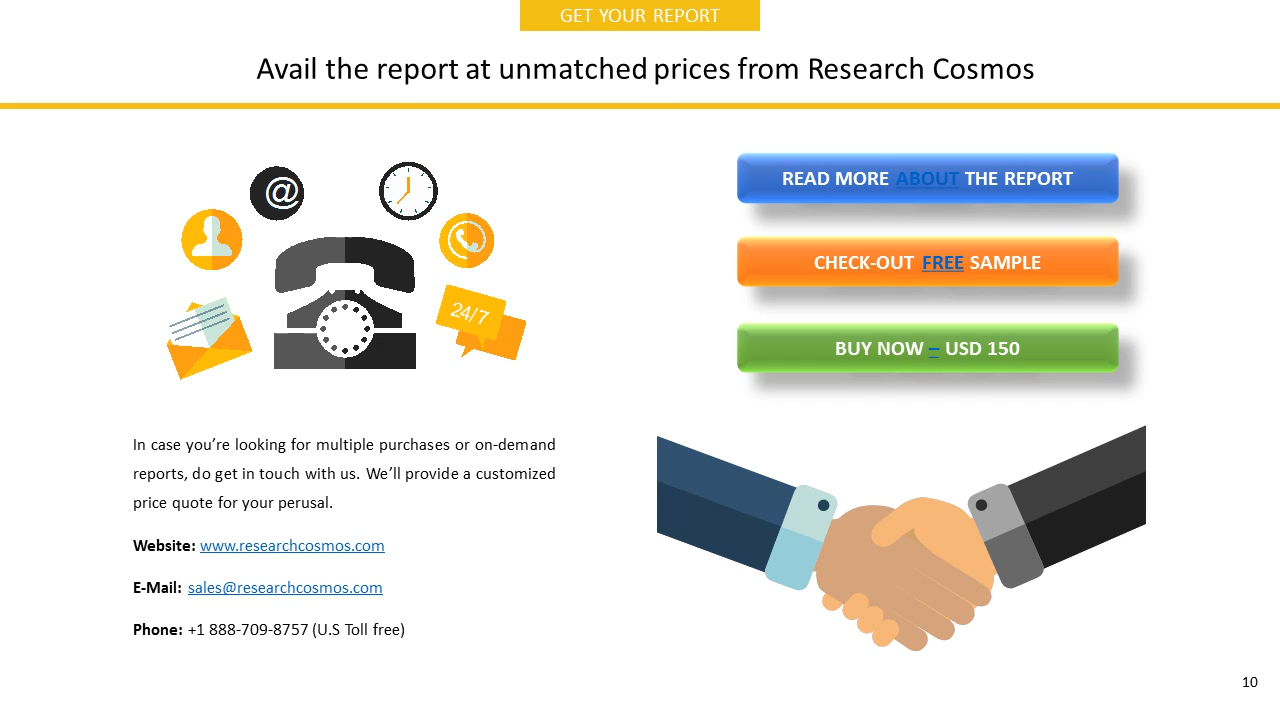 GET YOUR REPORT
Avail the report at unmatched prices from Research Cosmos
@
24/7
READ MORE ABOUT THE REPORT
CHECK-OUT FREE SAMPLE
BUY NOW – USD 150
In case you’re looking for multiple purchases or on-demand
reports, do get in touch with us. We’ll provide a customized
price quote for your perusal.
Website: www.researchcosmos.com
E-Mail: sales@researchcosmos.com
Phone: +1 888-709-8757 (U.S Toll free)
10